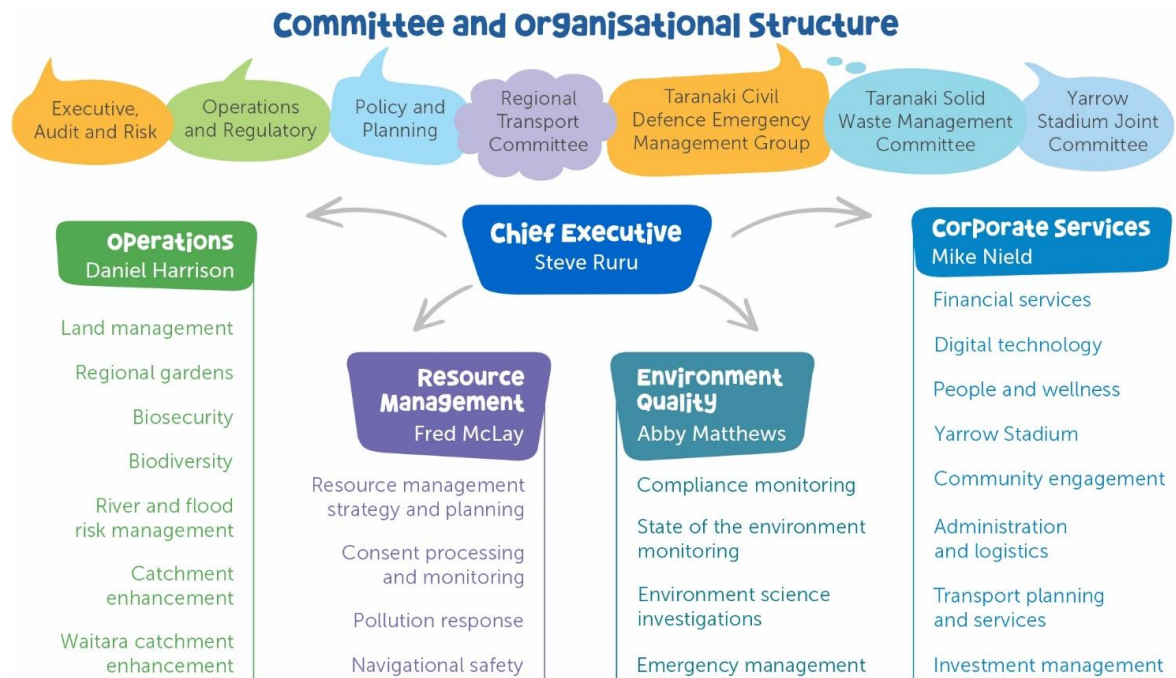 Committee and Organisational Structure
Executive,
Audit and Risk
Operations
and Regulatory
Policy and
Planning
Regional
Transport
Committee
Taranaki Civil
Defence Emergency
Management Group
Taranaki Solid
Waste Management
Committee
Yarrow
Stadium Joint
Committee
Chief Executive
Steve Ruru
Operations
Daniel Harrison
Land management
Regional gardens
Biosecurity
Biodiversity
River and flood
risk management
Catchment
enhancement
Waitara catchment
enhancement
Resource
Management
Fred McLay
Resource management
strategy and planning
Consent processing
and monitoring
Pollution response
Navigational safety
Environment
Quality
Abby Matthews
Compliance monitoring
State of the environment
monitoring
Environment science
investigations
Emergency management
Corporate Services
Mike Nield
Financial services
Digital technology
People and wellness
Yarrow Stadium
Community engagement
Administration
and logistics
Transport planning
and services
Investment management